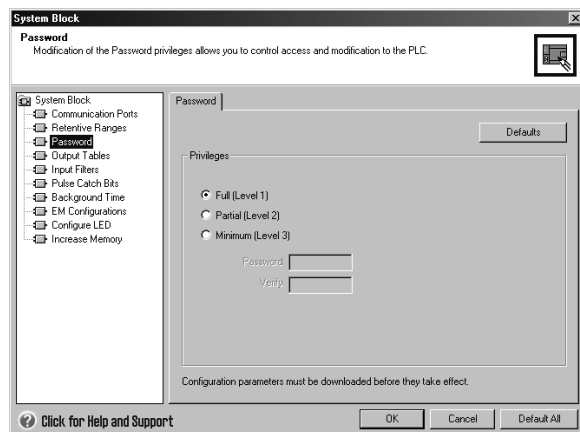 System Block
Password
Modification of the Password privileges allows you to control access and modification to the PLC.
System Block
Communication Ports
Retentive Ranges
Password
Output Tables
Input Filters
Pulse Catch Bits
Background Time
EM Configurations
Configure LED
Increase Memory
Password
Defaults
Privileges
Full (Level 1)
Partial (Level 2)
Minimum (Level 3)
Password
Verify
Configuration parameters must be downloaded before they take effect.
Click for Help and Support
OK
Cancel
Default All